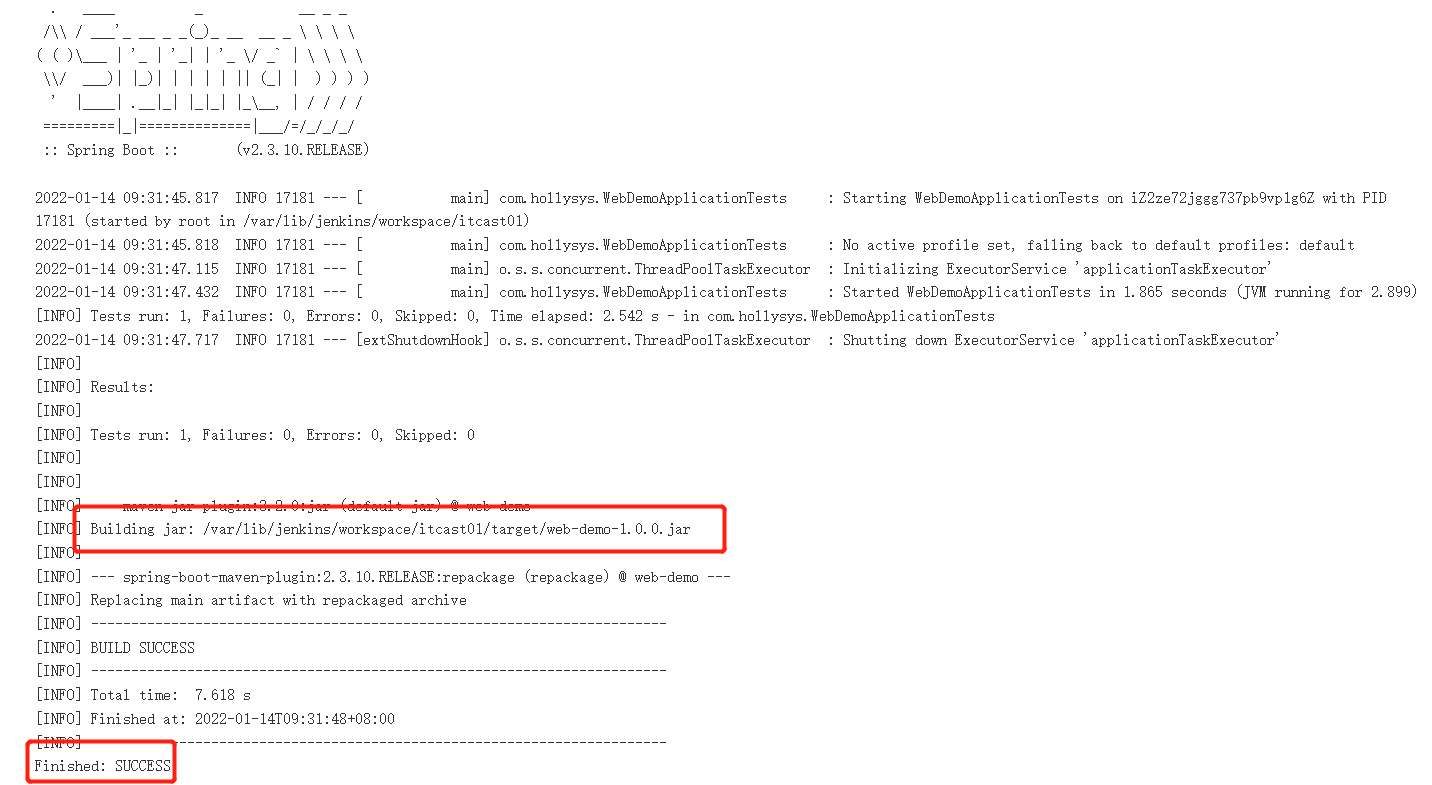 .   ____          _            __ _ _
 /\\ / ___'_ __ _ _(_)_ __  __ _ \ \ \ \
( ( )\___ | '_ | '_| | '_ \/ _` | \ \ \ \
 \\/  ___)| |_)| | | | | || (_| |  ) ) ) )
  '  |____| .__|_| |_|_| |_\__, | / / / /
 =========|_|==============|___/=/_/_/_/
 :: Spring Boot ::       (v2.3.10.RELEASE)
2022-01-14 09:31:45.817  INFO 17181 --- [           main] com.hollysys.WebDemoApplicationTests     : Starting WebDemoApplicationTests on iZ2ze72jggg737pb9vp1g6Z with PID
17181 (started by root in /var/lib/jenkins/workspace/itcast01)
2022-01-14 09:31:45.818  INFO 17181 --- [           main] com.hollysys.WebDemoApplicationTests     : No active profile set, falling back to default profiles: default
2022-01-14 09:31:47.115  INFO 17181 --- [           main] o.s.s.concurrent.ThreadPoolTaskExecutor  : Initializing ExecutorService 'applicationTaskExecutor'
2022-01-14 09:31:47.432  INFO 17181 --- [           main] com.hollysys.WebDemoApplicationTests     : Started WebDemoApplicationTests in 1.865 seconds (JVM running for 2.899)
[INFO] Tests run: 1, Failures: 0, Errors: 0, Skipped: 0, Time elapsed: 2.542 s - in com.hollysys.WebDemoApplicationTests
2022-01-14 09:31:47.717  INFO 17181 --- [extShutdownHook] o.s.s.concurrent.ThreadPoolTaskExecutor  : Shutting down ExecutorService 'applicationTaskExecutor'
[INFO]
[INFO] Results:
[INFO]
[INFO] Tests run: 1, Failures: 0, Errors: 0, Skipped: 0
[INFO]
[INFO]
[INFO] --- maven-jar-plugin:3.2.0:jar (default-jar) @ web-demo ---
[INFO] Building jar: /var/lib/jenkins/workspace/itcast01/target/web-demo-1.0.0.jar
[INFO]
[INFO] --- spring-boot-maven-plugin:2.3.10.RELEASE:repackage (repackage) @ web-demo ---
[INFO] Replacing main artifact with repackaged archive
[INFO] ------------------------------------------------------------------------
[INFO] BUILD SUCCESS
[INFO] ------------------------------------------------------------------------
[INFO] Total time:  7.618 s
[INFO] Finished at: 2022-01-14T09:31:48+08:00
[INFO] ------------------------------------------------------------------------
Finished: SUCCESS